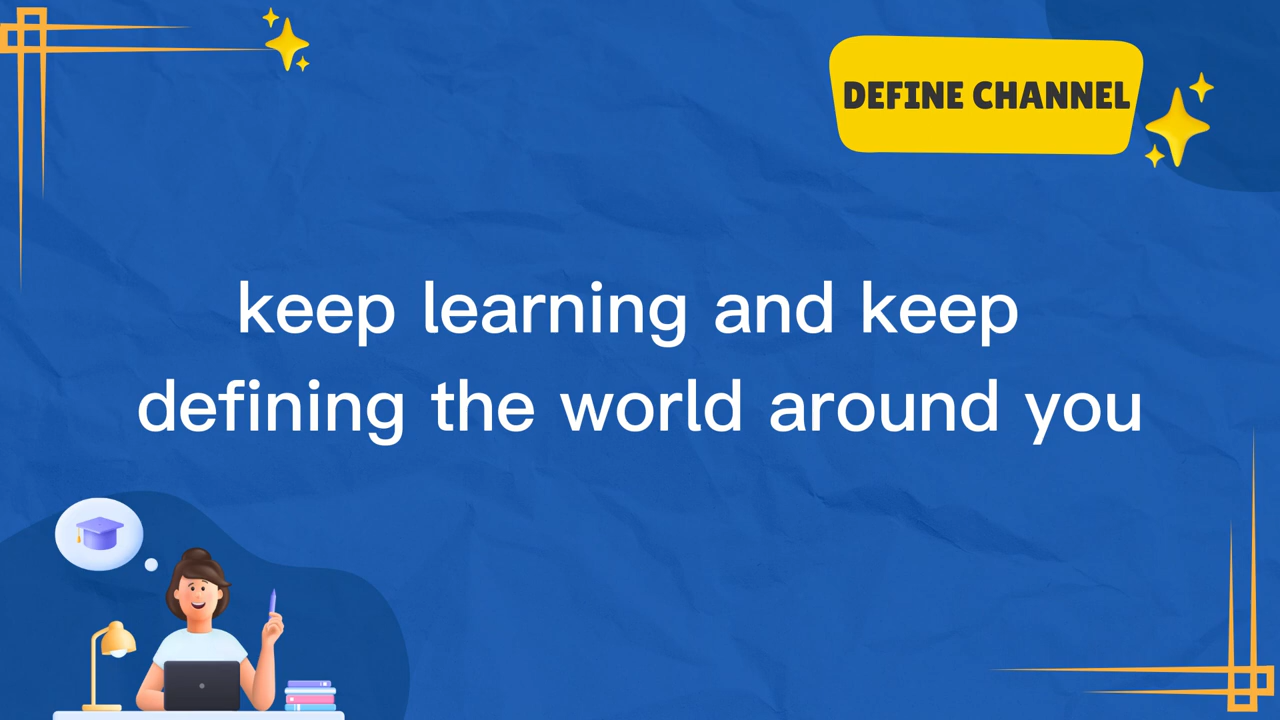 DEFINE CHANNEL
keep learning and keep
defining the world around you